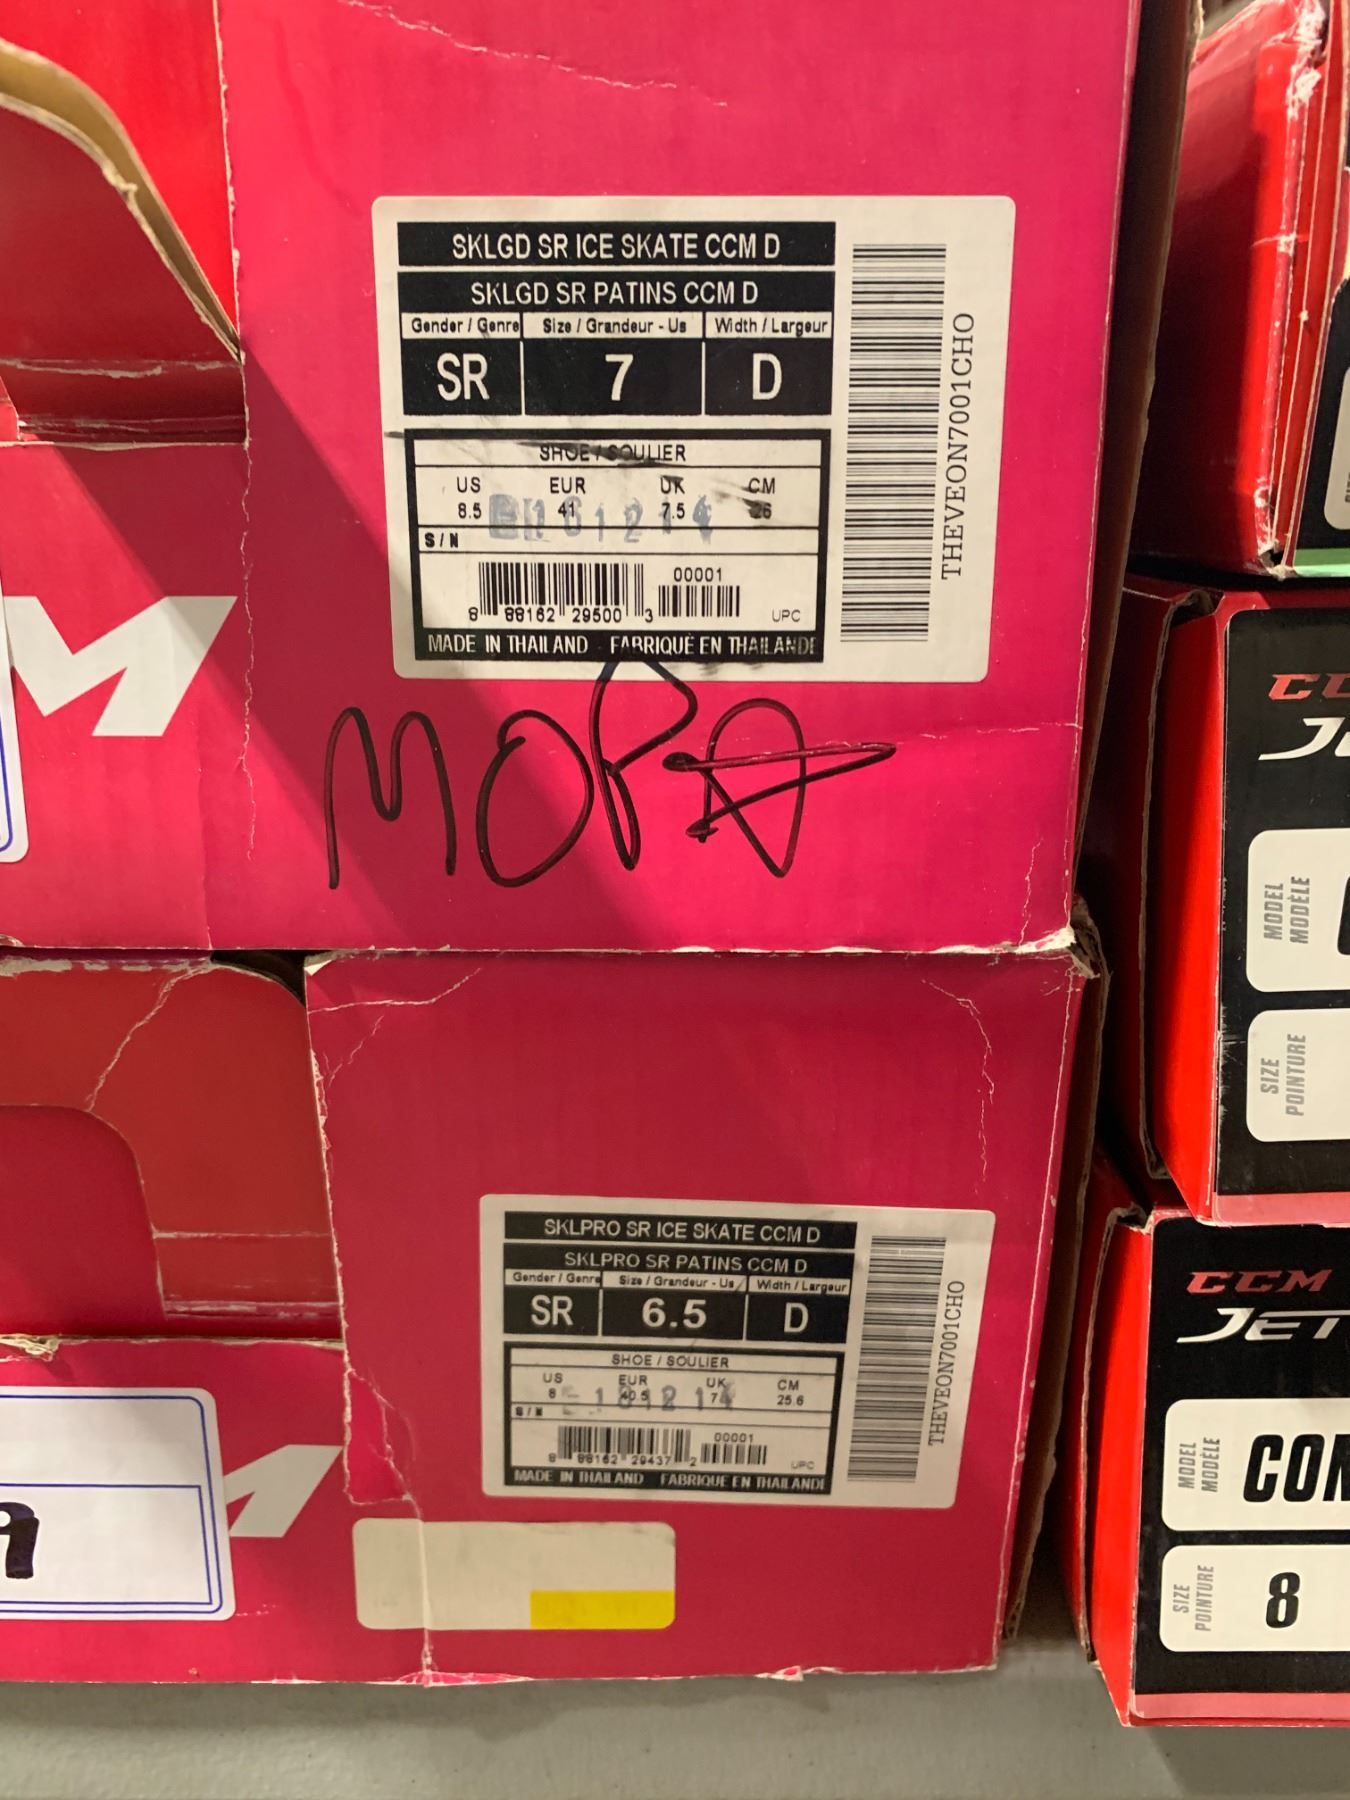 SKLGD SR ICE SKATE CCM D
SKLGD SR PATINS CCM D
Gender / Genre Size / Grandeur - Us Width / Largeur
SR 7 D
SHOE / SOULIER
US EUR UK CM
8.5 41 7.5 26
S/N
00001
8 88162 29500 3 UPC
MADE IN THAILAND FABRIQUÉ EN THAILANDE
THEVEON7001CHO
M
SKLPRO SR ICE SKATE CCM D
SKLPRO SR PATINS CCM D
Gender / Genre Size / Grandeur - Us Width / Largeur
SR 6.5 D
SHOE / SOULIER
US EUR UK CM
8 40.5 7 25.6
S/N
00001
8 88162 29437 2 UPC
MADE IN THAILAND FABRIQUE EN THAILANDE
THEVEON7001CHO
MODEL
MODÈLE
SIZE
POINTURE
CCM
JET
MODEL
MODÈLE
CON
SIZE
POINTURE
8